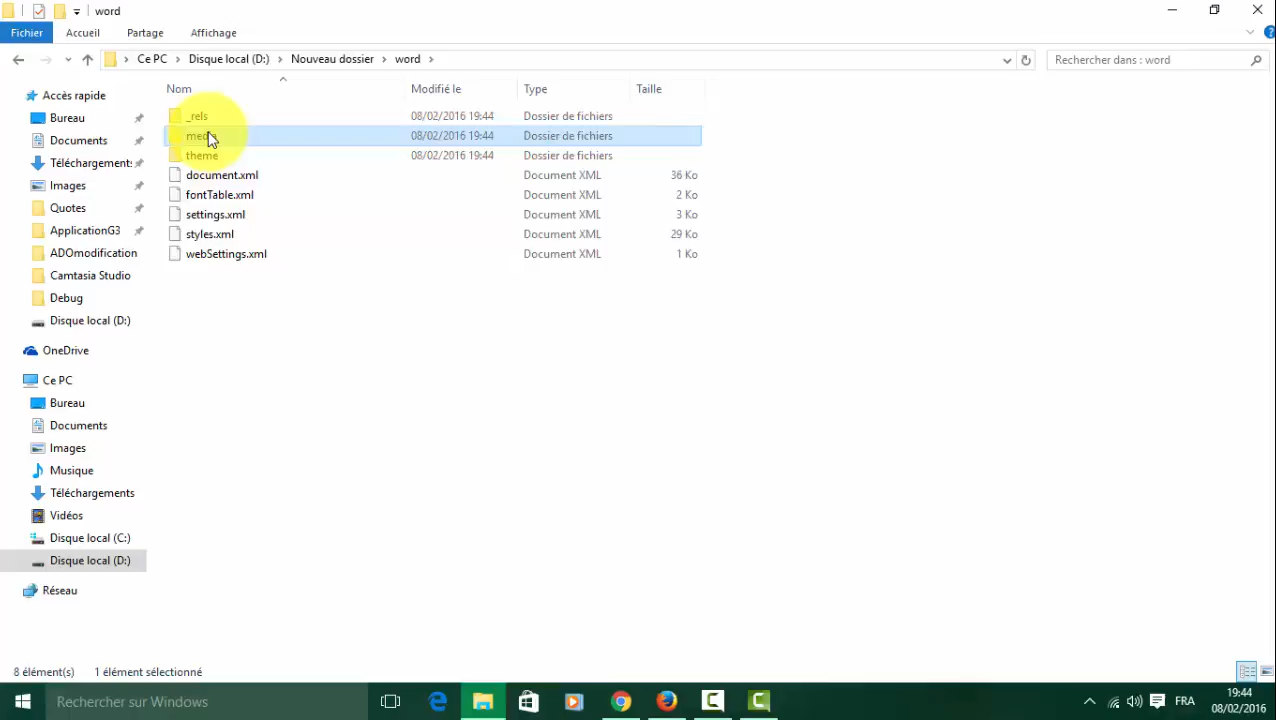 word
Fichier Accueil Partage Affichage
Ce PC Disque local (D:) Nouveau dossier word Rechercher dans : word
Nom Modifié le Type Taille
_rels 08/02/2016 19:44 Dossier de fichiers
media 08/02/2016 19:44 Dossier de fichiers
theme 08/02/2016 19:44 Dossier de fichiers
document.xml Document XML 36 Ko
fontTable.xml Document XML 2 Ko
settings.xml Document XML 3 Ko
styles.xml Document XML 29 Ko
webSettings.xml Document XML 1 Ko
Accès rapide
Bureau
Documents
Téléchargement:
Images
Quotes
ApplicationG3
ADOmodification
Camtasia Studio
Debug
Disque local (D:)
OneDrive
Ce PC
Bureau
Documents
Images
Musique
Téléchargements
Vidéos
Disque local (C:)
Disque local (D:)
Réseau
8 élément(s) 1 élément sélectionné
Rechercher sur Windows
FRA
19:44
08/02/2016